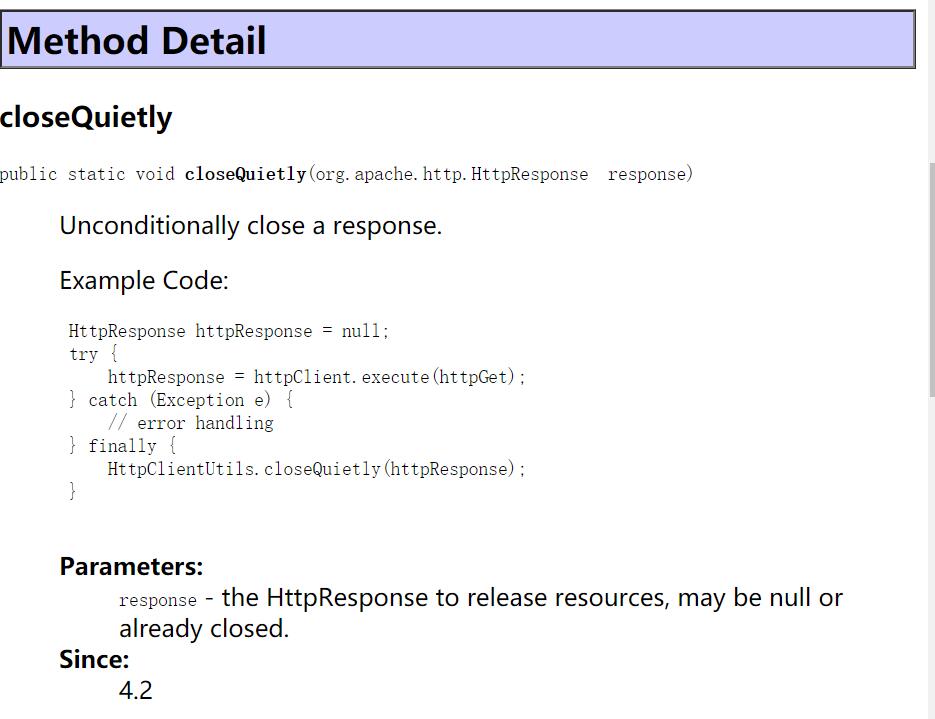 Method Detail
closeQuietly
public static void closeQuietly(org.apache.http.HttpResponse  response)
Unconditionally close a response.
Example Code:
HttpResponse httpResponse = null;
try {
    httpResponse = httpClient.execute(httpGet);
} catch (Exception e) {
    // error handling
} finally {
    HttpClientUtils.closeQuietly(httpResponse);
}
Parameters:
response - the HttpResponse to release resources, may be null or
already closed.
Since:
4.2